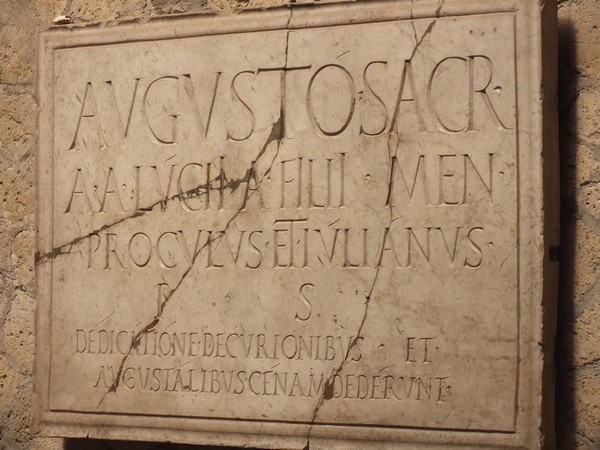 AVGVSTO·SACR·
A·A·LVCII·A·FILII·MEN·
PROCVLVS·ET·IVLIANVS·
P S
DEDICATIONE·DECVRIONIBVS·ET·
AVGVSTALIBVS·CENAM·DEDERVNT·